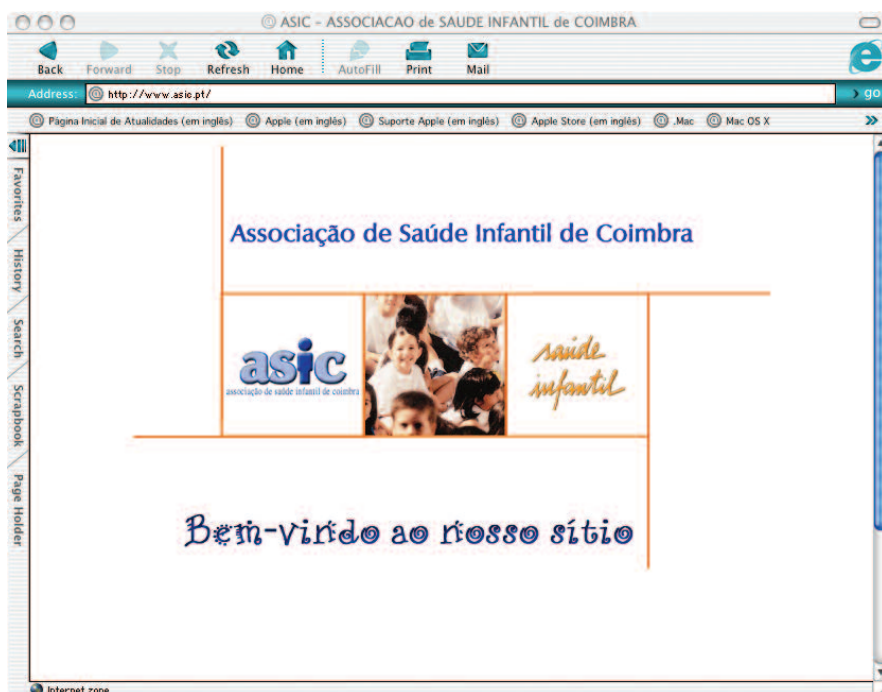 ASIC - ASSOCIACAO de SAUDE INFANTIL de COIMBRA
Back Forward Stop Refresh Home AutoFill Print Mail
Address: http://www.asic.pt/ go
Página Inicial de Atualidades (em inglês) Apple (em inglês) Suporte Apple (em inglês) Apple Store (em inglês) .Mac Mac OS X
Favorites
History
Search
Scrapbook
Page Holder
Associação de Saúde Infantil de Coimbra
asic
associação de saúde infantil de coimbra
saúde
infantil
Bem-vindo ao nosso sítio
Internet zone